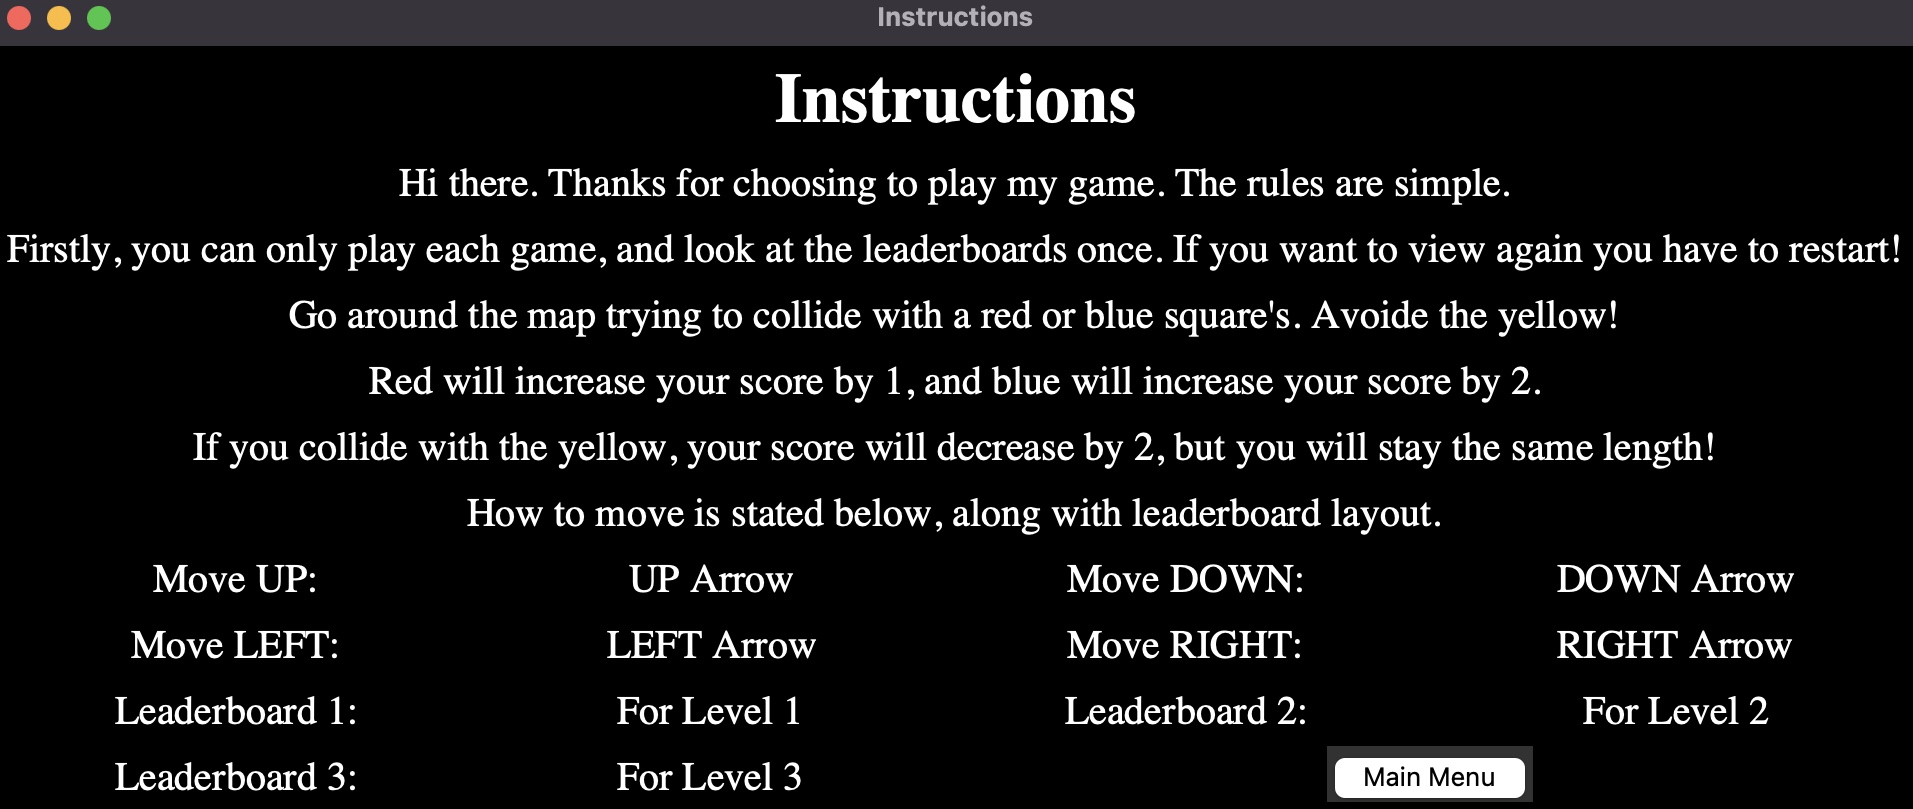 Instructions
Instructions
Hi there. Thanks for choosing to play my game. The rules are simple.
Firstly, you can only play each game, and look at the leaderboards once. If you want to view again you have to restart!
Go around the map trying to collide with a red or blue square's. Avoide the yellow!
Red will increase your score by 1, and blue will increase your score by 2.
If you collide with the yellow, your score will decrease by 2, but you will stay the same length!
How to move is stated below, along with leaderboard layout.
Move UP: UP Arrow Move DOWN: DOWN Arrow
Move LEFT: LEFT Arrow Move RIGHT: RIGHT Arrow
Leaderboard 1: For Level 1 Leaderboard 2: For Level 2
Leaderboard 3: For Level 3 Main Menu